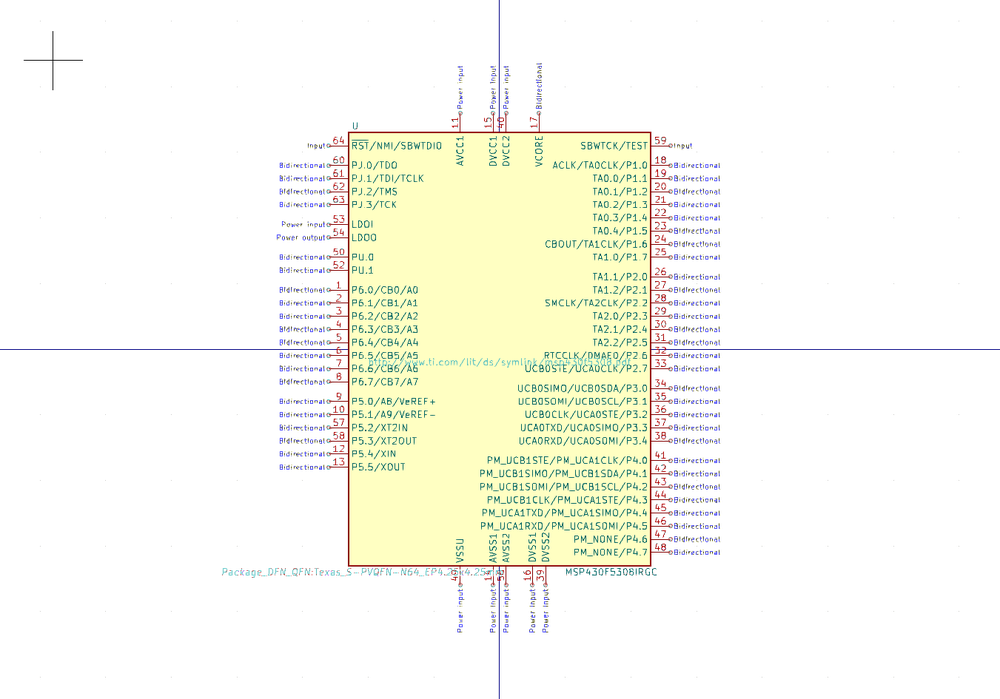 Power Input
Power Input
Power Input
Bidirectional
11
15
40
17
U
AVCC1
DVCC1
DVCC2
VCORE
Input 64 RST/NMI/SBWTDIO
SBWTCK/TEST 59 Input
Bidirectional 60 PJ.0/TDO
ACLK/TA0CLK/P1.0 18 Bidirectional
Bidirectional 61 PJ.1/TDI/TCLK
TA0.0/P1.1 19 Bidirectional
Bidirectional 62 PJ.2/TMS
TA0.1/P1.2 20 Bidirectional
Bidirectional 63 PJ.3/TCK
TA0.2/P1.3 21 Bidirectional
TA0.3/P1.4 22 Bidirectional
Power input 53 LDOI
TA0.4/P1.5 23 Bidirectional
Power output 54 LDOO
CBOUT/TA1CLK/P1.6 24 Bidirectional
Bidirectional 50 PU.0
TA1.0/P1.7 25 Bidirectional
Bidirectional 52 PU.1
TA1.1/P2.0 26 Bidirectional
Bidirectional 1 P6.0/CB0/A0
TA1.2/P2.1 27 Bidirectional
Bidirectional 2 P6.1/CB1/A1
SMCLK/TA2CLK/P2.2 28 Bidirectional
Bidirectional 3 P6.2/CB2/A2
TA2.0/P2.3 29 Bidirectional
Bidirectional 4 P6.3/CB3/A3
TA2.1/P2.4 30 Bidirectional
Bidirectional 5 P6.4/CB4/A4
TA2.2/P2.5 31 Bidirectional
Bidirectional 6 P6.5/CB5/A5
RTCCLK/DMAE0/P2.6 32 Bidirectional
http://www.ti.com/lit/ds/symlink/msp430f5308.pdf
Bidirectional 7 P6.6/CB6/A6
UCB0STE/UCA0CLK/P2.7 33 Bidirectional
Bidirectional 8 P6.7/CB7/A7
UCB0SIMO/UCB0SDA/P3.0 34 Bidirectional
Bidirectional 9 P5.0/A8/VeREF+
UCB0SOMI/UCB0SCL/P3.1 35 Bidirectional
Bidirectional 10 P5.1/A9/VeREF-
UCB0CLK/UCA0STE/P3.2 36 Bidirectional
Bidirectional 57 P5.2/XT2IN
UCA0TXD/UCA0SIMO/P3.3 37 Bidirectional
Bidirectional 58 P5.3/XT2OUT
UCA0RXD/UCA0SOMI/P3.4 38 Bidirectional
Bidirectional 12 P5.4/XIN
PM_UCB1STE/PM_UCA1CLK/P4.0 41 Bidirectional
Bidirectional 13 P5.5/XOUT
PM_UCB1SIMO/PM_UCB1SDA/P4.1 42 Bidirectional
PM_UCB1SOMI/PM_UCB1SCL/P4.2 43 Bidirectional
PM_UCB1CLK/PM_UCA1STE/P4.3 44 Bidirectional
PM_UCA1TXD/PM_UCA1SIMO/P4.4 45 Bidirectional
PM_UCA1RXD/PM_UCA1SOMI/P4.5 46 Bidirectional
PM_NONE/P4.6 47 Bidirectional
PM_NONE/P4.7 48 Bidirectional
VSSU
AVSS1
AVSS2
DVSS1
DVSS2
MSP430F5308IRGC
49
14
56
16
39
Power input
Power input
Power input
Power input
Power input